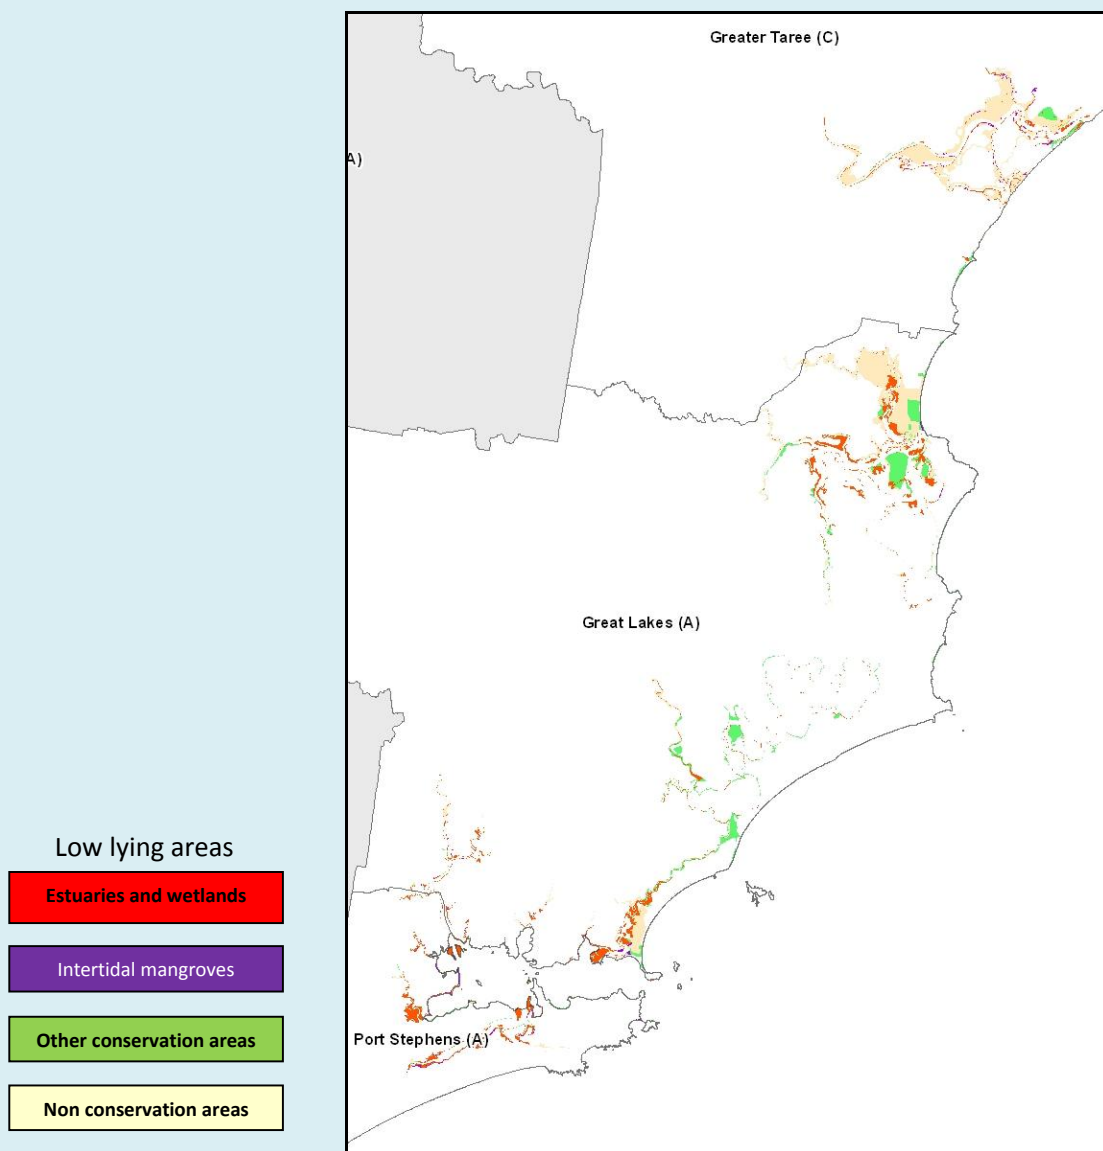 Greater Taree (C)
A)
Great Lakes (A)
Low lying areas
Estuaries and wetlands
Intertidal mangroves
Other conservation areas
Port Stephens (A)
Non conservation areas